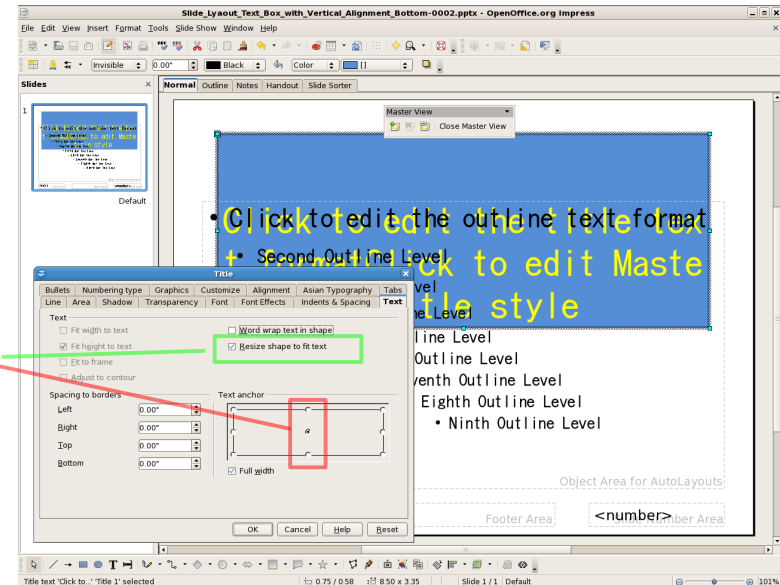 Slide_Lyaout_Text_Box_with_Vertical_Alignment_Bottom-0002.pptx - OpenOffice.org Impress
File Edit View Insert Format Tools Slide Show Window Help
Invisible 0.00" Black Color []
Slides
Normal Outline Notes Handout Slide Sorter
1
Default
Master View
Close Master View
Click to edit the title tex
t format Click to edit Maste
tle style
• Click to edit the outline text format
• Second Outline Level
vel
ne Level
line Level
Outline Level
venth Outline Level
Eighth Outline Level
• Ninth Outline Level
Object Area for AutoLayouts
Footer Area
<number>
Slide Number Area
Title
Bullets Numbering type Graphics Customize Alignment Asian Typography Tabs
Line Area Shadow Transparency Font Font Effects Indents & Spacing Text
Text
Fit width to text
Word wrap text in shape
Fit height to text
Resize shape to fit text
Fit to frame
Adjust to contour
Spacing to borders
Text anchor
Left 0.00"
Right 0.00"
Top 0.00"
Bottom 0.00"
Full width
OK Cancel Help Reset
Title text 'Click to...' 'Title 1' selected 0.75 / 0.58 8.50 x 3.35 Slide 1 / 1 Default 101%